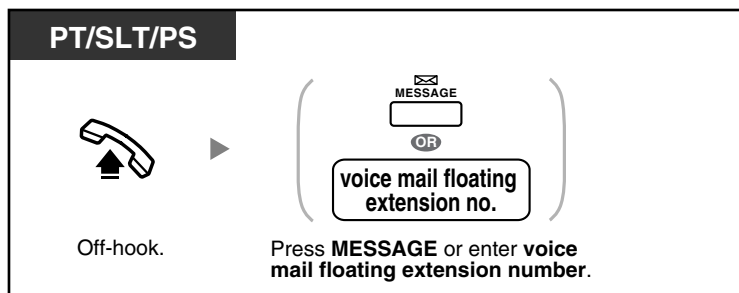 PT/SLT/PS
MESSAGE
OR
voice mail floating
extension no.
Off-hook.
Press MESSAGE or enter voice
mail floating extension number.